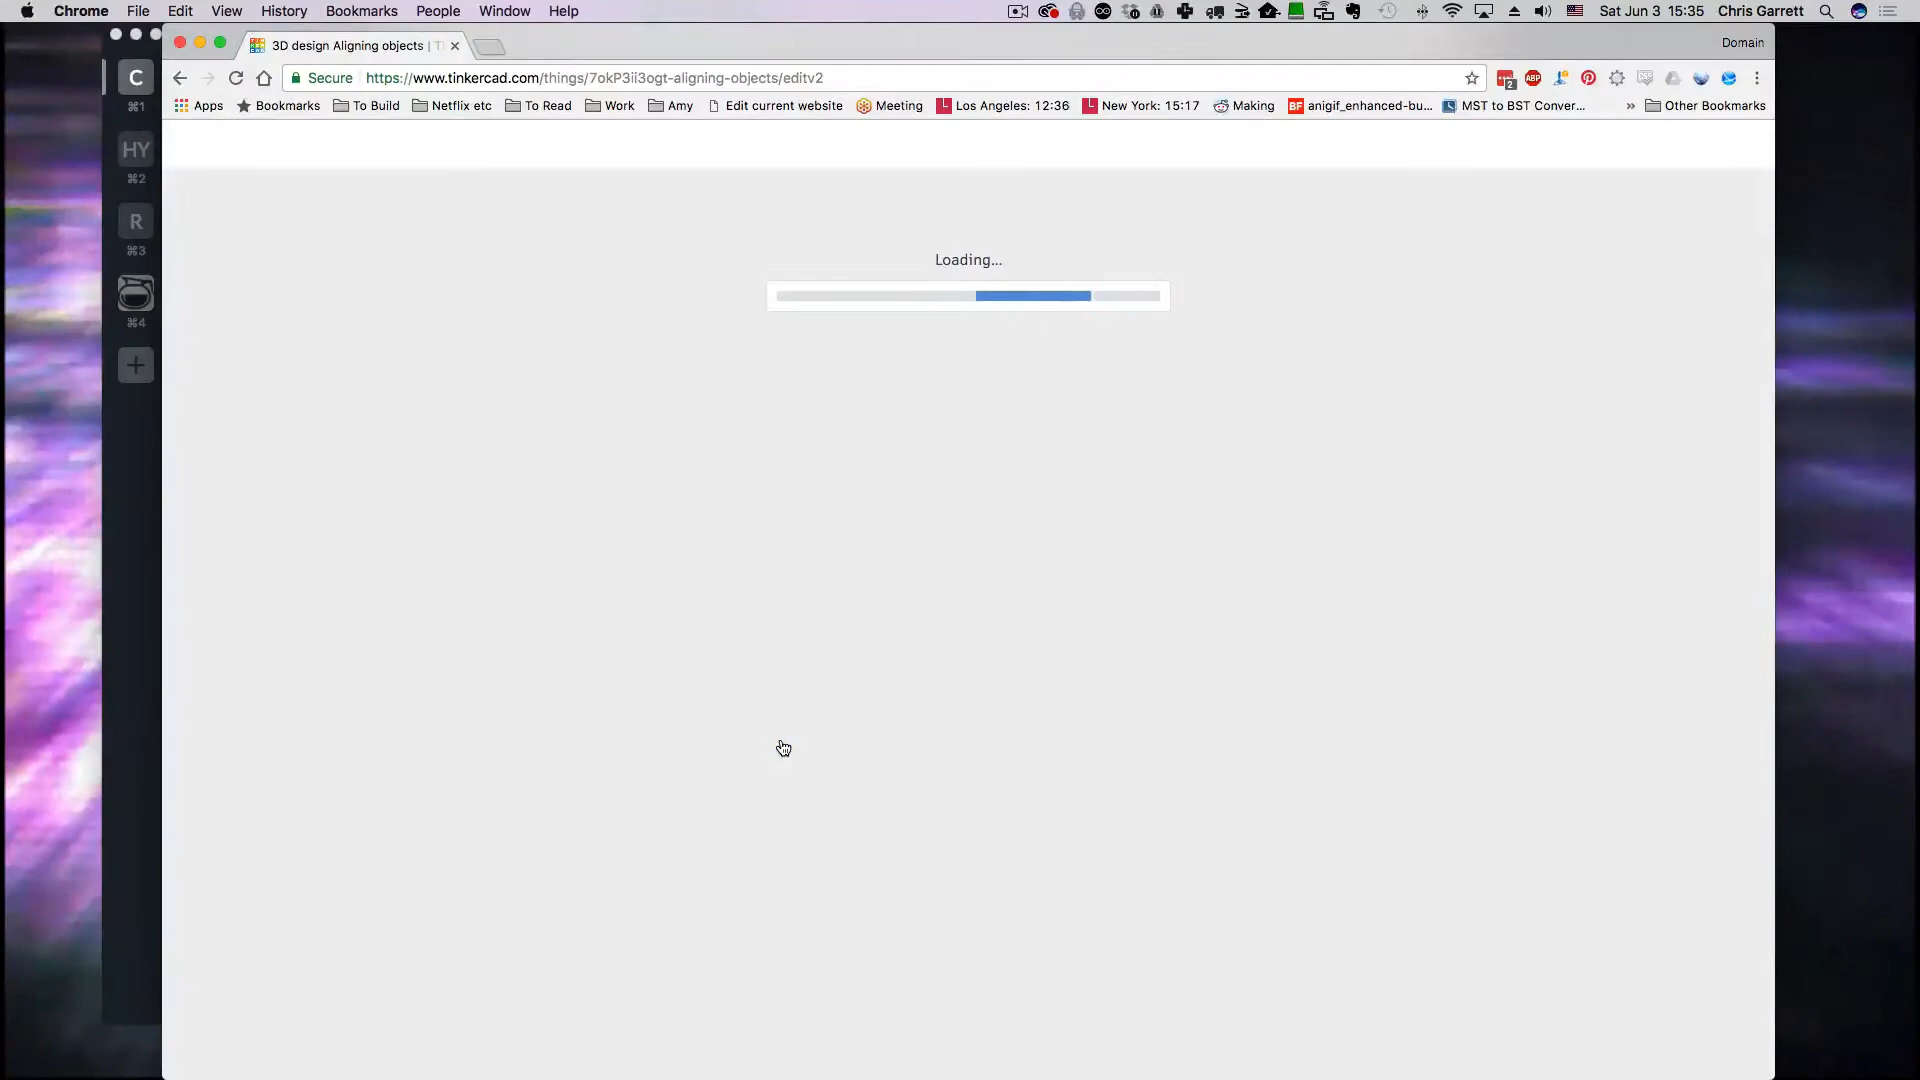 Chrome File Edit View History Bookmarks People Window Help Sat Jun 3 15:35 Chris Garrett
3D design Aligning objects | Domain
Secure https://www.tinkercad.com/things/7okP3ii3ogt-aligning-objects/editv2
Apps Bookmarks To Build Netflix etc To Read Work Amy Edit current website Meeting Los Angeles: 12:36 New York: 15:17 Making BF anigif_enhanced-bu... MST to BST Conver... » Other Bookmarks
C
⌘1
HY
⌘2
R
⌘3
⌘4
Loading...